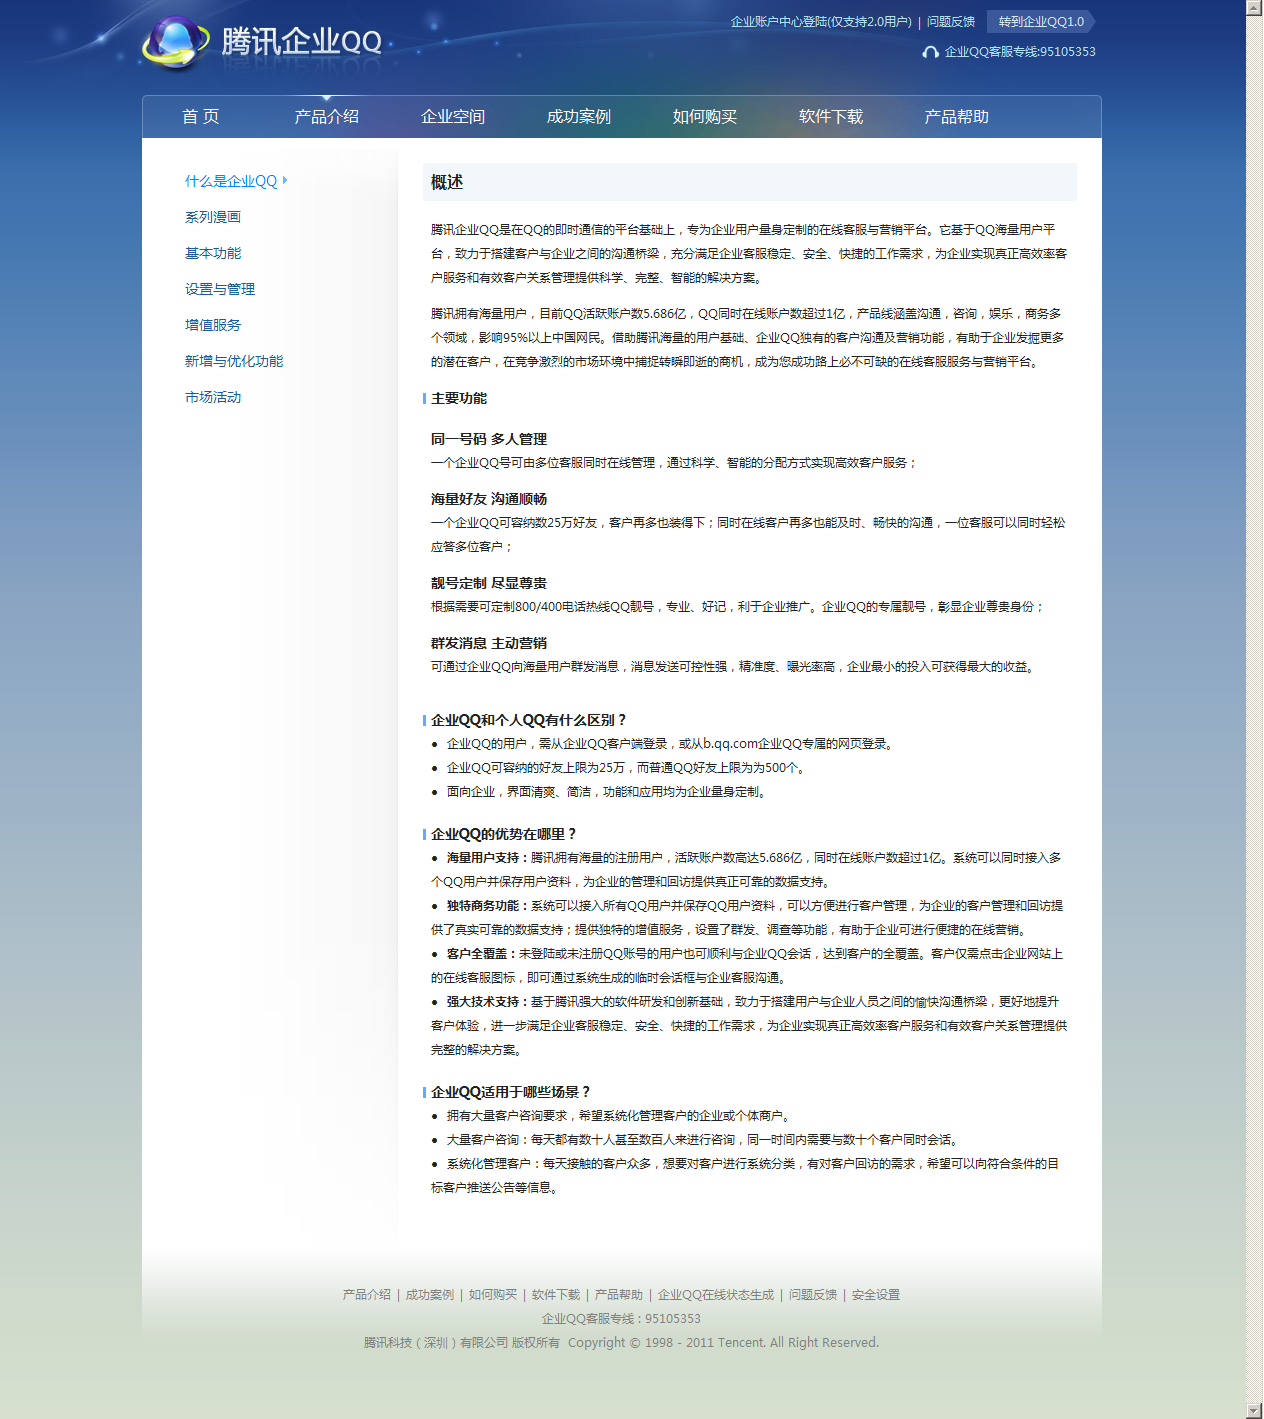 腾讯企业QQ
企业账户中心登陆(仅支持2.0用户) | 问题反馈 转到企业QQ1.0
企业QQ客服专线:95105353
首 页 产品介绍 企业空间 成功案例 如何购买 软件下载 产品帮助
什么是企业QQ
系列漫画
基本功能
设置与管理
增值服务
新增与优化功能
市场活动
概述
腾讯企业QQ是在QQ的即时通信的平台基础上，专为企业用户量身定制的在线客服与营销平台。它基于QQ海量用户平
台，致力于搭建客户与企业之间的沟通桥梁，充分满足企业客服稳定、安全、快捷的工作需求，为企业实现真正高效率客
户服务和有效客户关系管理提供科学、完整、智能的解决方案。
腾讯拥有海量用户，目前QQ活跃账户数5.686亿，QQ同时在线账户数超过1亿，产品线涵盖沟通，咨询，娱乐，商务多
个领域，影响95%以上中国网民。借助腾讯海量的用户基础、企业QQ独有的客户沟通及营销功能，有助于企业发掘更多
的潜在客户，在竞争激烈的市场环境中捕捉转瞬即逝的商机，成为您成功路上必不可缺的在线客服服务与营销平台。
主要功能
同一号码 多人管理
一个企业QQ号可由多位客服同时在线管理，通过科学、智能的分配方式实现高效客户服务；
海量好友 沟通顺畅
一个企业QQ可容纳数25万好友，客户再多也装得下；同时在线客户再多也能及时、畅快的沟通，一位客服可以同时轻松
应答多位客户；
靓号定制 尽显尊贵
根据需要可定制800/400电话热线QQ靓号，专业、好记，利于企业推广。企业QQ的专属靓号，彰显企业尊贵身份；
群发消息 主动营销
可通过企业QQ向海量用户群发消息，消息发送可控性强，精准度、曝光率高，企业最小的投入可获得最大的收益。
企业QQ和个人QQ有什么区别？
● 企业QQ的用户，需从企业QQ客户端登录，或从b.qq.com企业QQ专属的网页登录。
● 企业QQ可容纳的好友上限为25万，而普通QQ好友上限为为500个。
● 面向企业，界面清爽、简洁，功能和应用均为企业量身定制。
企业QQ的优势在哪里？
● 海量用户支持：腾讯拥有海量的注册用户，活跃账户数高达5.686亿，同时在线账户数超过1亿。系统可以同时接入多
个QQ用户并保存用户资料，为企业的管理和回访提供真正可靠的数据支持。
● 独特商务功能：系统可以接入所有QQ用户并保存QQ用户资料，可以方便进行客户管理，为企业的客户管理和回访提
供了真实可靠的数据支持；提供独特的增值服务，设置了群发、调查等功能，有助于企业可进行便捷的在线营销。
● 客户全覆盖：未登陆或未注册QQ账号的用户也可顺利与企业QQ会话，达到客户的全覆盖。客户仅需点击企业网站上
的在线客服图标，即可通过系统生成的临时会话框与企业客服沟通。
● 强大技术支持：基于腾讯强大的软件研发和创新基础，致力于搭建用户与企业人员之间的愉快沟通桥梁，更好地提升
客户体验，进一步满足企业客服稳定、安全、快捷的工作需求，为企业实现真正高效率客户服务和有效客户关系管理提供
完整的解决方案。
企业QQ适用于哪些场景？
● 拥有大量客户咨询要求，希望系统化管理客户的企业或个体商户。
● 大量客户咨询：每天都有数十人甚至数百人来进行咨询，同一时间内需要与数十个客户同时会话。
● 系统化管理客户：每天接触的客户众多，想要对客户进行系统分类，有对客户回访的需求，希望可以向符合条件的目
标客户推送公告等信息。
产品介绍 | 成功案例 | 如何购买 | 软件下载 | 产品帮助 | 企业QQ在线状态生成 | 问题反馈 | 安全设置
企业QQ客服专线：95105353
腾讯科技（深圳）有限公司 版权所有 Copyright © 1998 - 2011 Tencent. All Right Reserved.